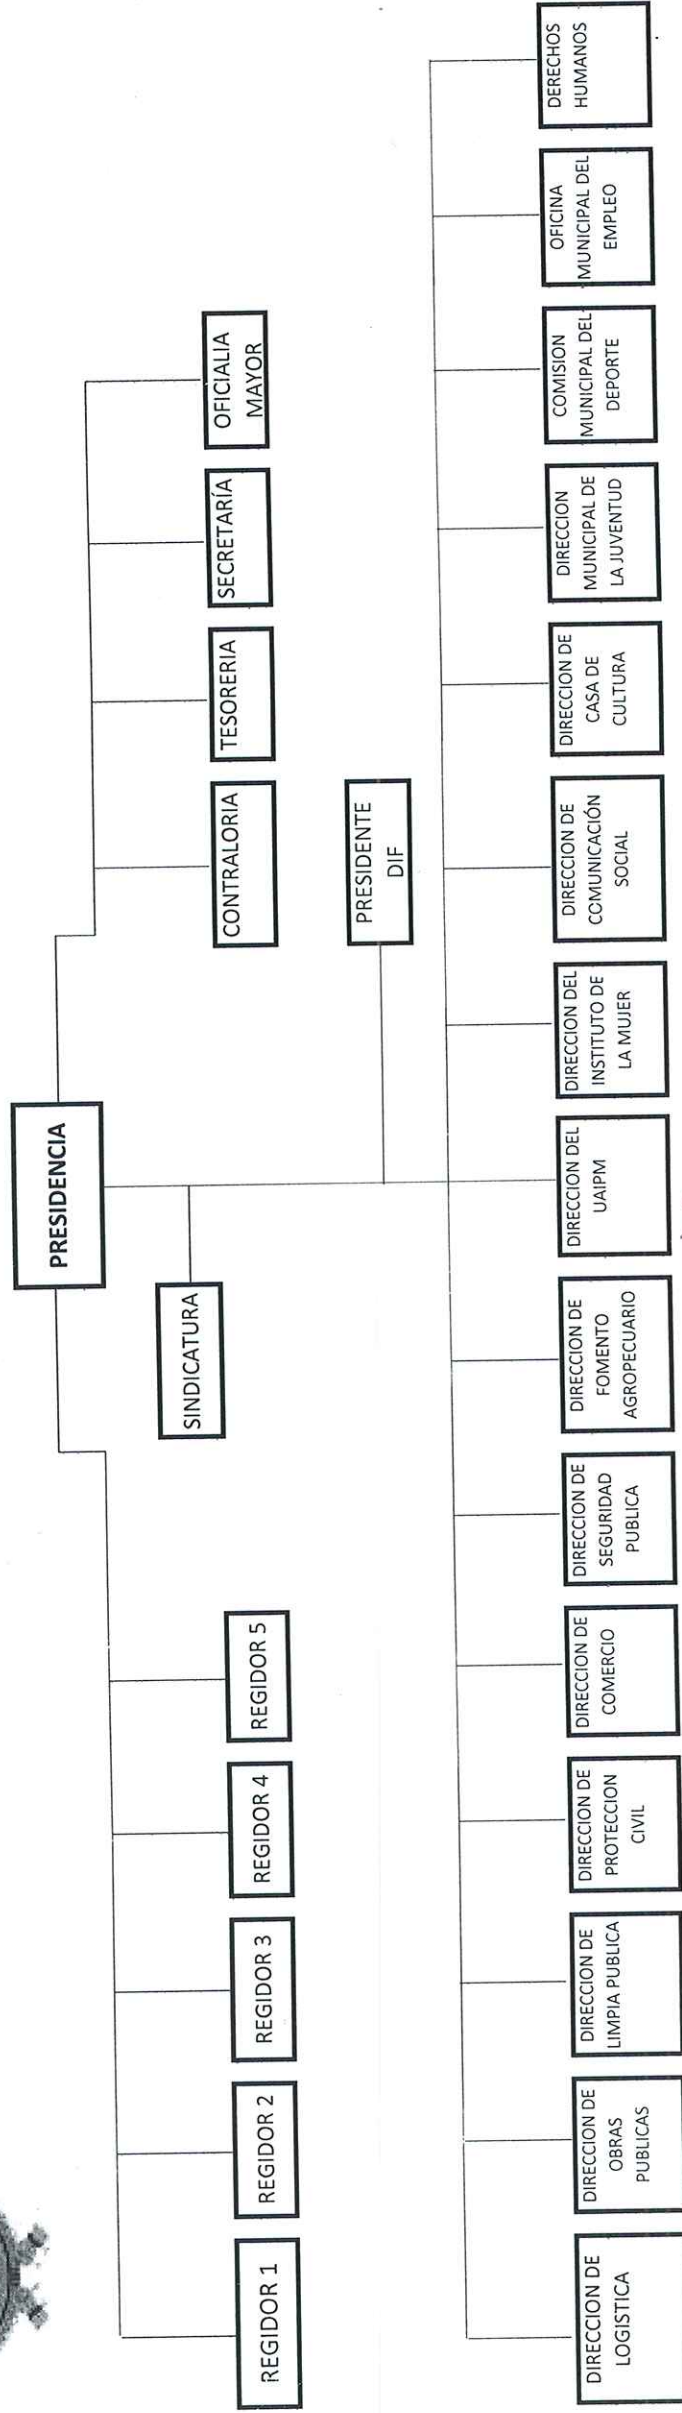 PRESIDENCIA
SINDICATURA
REGIDOR 1
REGIDOR 2
REGIDOR 3
REGIDOR 4
REGIDOR 5
CONTRALORIA
TESORERIA
SECRETARÍA
OFICIALIA
MAYOR
PRESIDENTE
DIF
DIRECCION DE
LOGISTICA
DIRECCION DE
OBRAS
PUBLICAS
DIRECCION DE
LIMPIA PUBLICA
DIRECCION DE
PROTECCION
CIVIL
DIRECCION DE
COMERCIO
DIRECCION DE
SEGURIDAD
PUBLICA
DIRECCION DE
FOMENTO
AGROPECUARIO
DIRECCION DEL
UAIPM
DIRECCION DEL
INSTITUTO DE
LA MUJER
DIRECCION DE
COMUNICACIÓN
SOCIAL
DIRECCION DE
CASA DE
CULTURA
DIRECCION
MUNICIPAL DE
LA JUVENTUD
COMISION
MUNICIPAL DEL
DEPORTE
OFICINA
MUNICIPAL DEL
EMPLEO
DERECHOS
HUMANOS